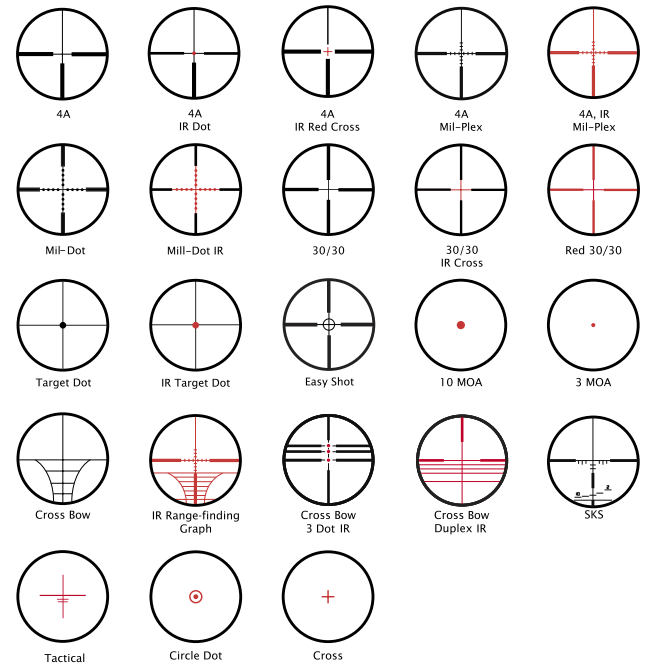 4A
4A
IR Dot
4A
IR Red Cross
4A
Mil-Plex
4A, IR
Mil-Plex
Mil-Dot
Mill-Dot IR
30/30
30/30
IR Cross
Red 30/30
Target Dot
IR Target Dot
Easy Shot
10 MOA
3 MOA
Cross Bow
IR Range-finding
Graph
Cross Bow
3 Dot IR
Cross Bow
Duplex IR
SKS
Tactical
Circle Dot
Cross